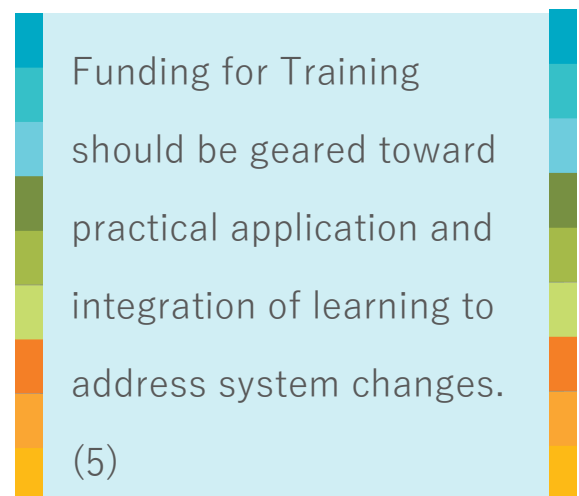 Funding for Training
should be geared toward
practical application and
integration of learning to
address system changes.
(5)